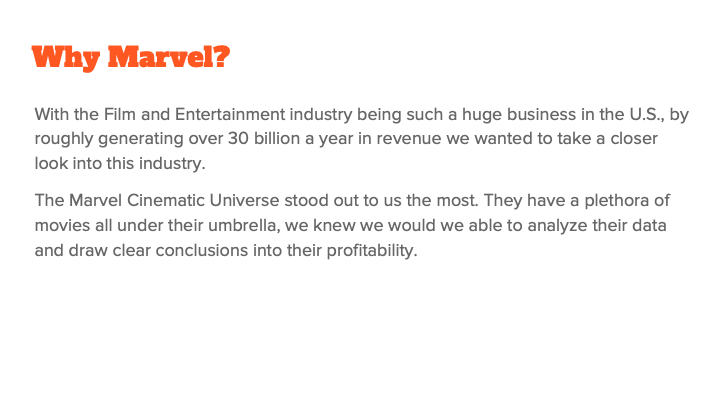 Why Marvel?
With the Film and Entertainment industry being such a huge business in the U.S., by
roughly generating over 30 billion a year in revenue we wanted to take a closer
look into this industry.
The Marvel Cinematic Universe stood out to us the most. They have a plethora of
movies all under their umbrella, we knew we would we able to analyze their data
and draw clear conclusions into their profitability.